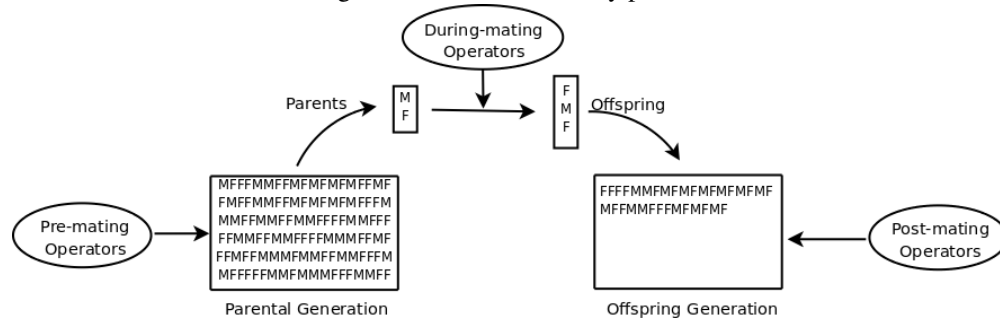 During-mating
Operators
Parents
M
F
F
M
F
Offspring
MFFFMMFFMFMFMFMFFMF
FMFFMMFFMFMFMFMFFFM
MMFFMMFFMMFFFFMMFFF
FFMMFFMMFFFFMMMFFMF
FFMFFMMMFMMFFMMFFFM
MFFFFFMMFMMMFFFMMFF
FFFFMMFMFMFMFMFMFMF
MFFMMFFFMFMFMF
Pre-mating
Operators
Post-mating
Operators
Parental Generation
Offspring Generation